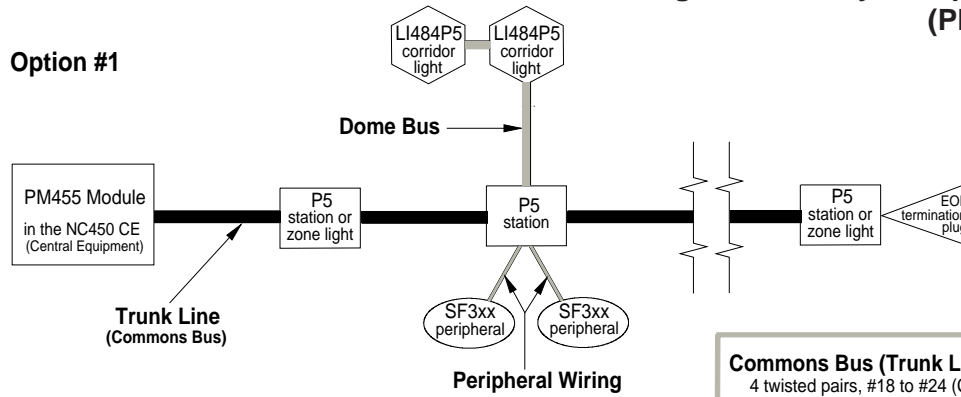 (P
Option #1
LI484P5
corridor
light
LI484P5
corridor
light
Dome Bus
PM455 Module
in the NC450 CE
(Central Equipment)
P5
station or
zone light
P5
station
P5
station or
zone light
plug
Trunk Line
(Commons Bus)
SF3xx
peripheral
SF3xx
peripheral
Peripheral Wiring
Commons Bus (Trunk L
4 twisted pairs, #18 to #24 (